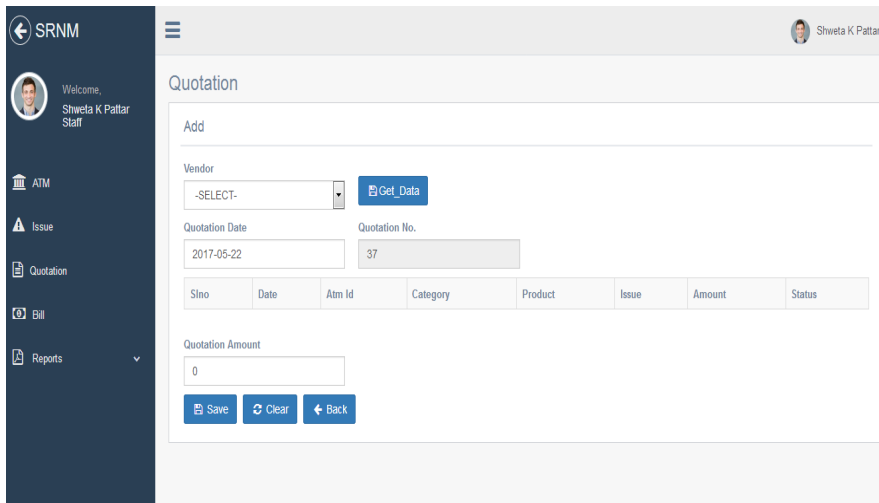 SRNM
Shweta K Pattar
Welcome,
Shweta K Pattar
Staff
ATM
Issue
Quotation
Bill
Reports
Quotation
Add
Vendor
-SELECT-
Get_Data
Quotation Date
Quotation No.
2017-05-22
37
Slno Date Atm Id Category Product Issue Amount Status
Quotation Amount
0
Save Clear Back